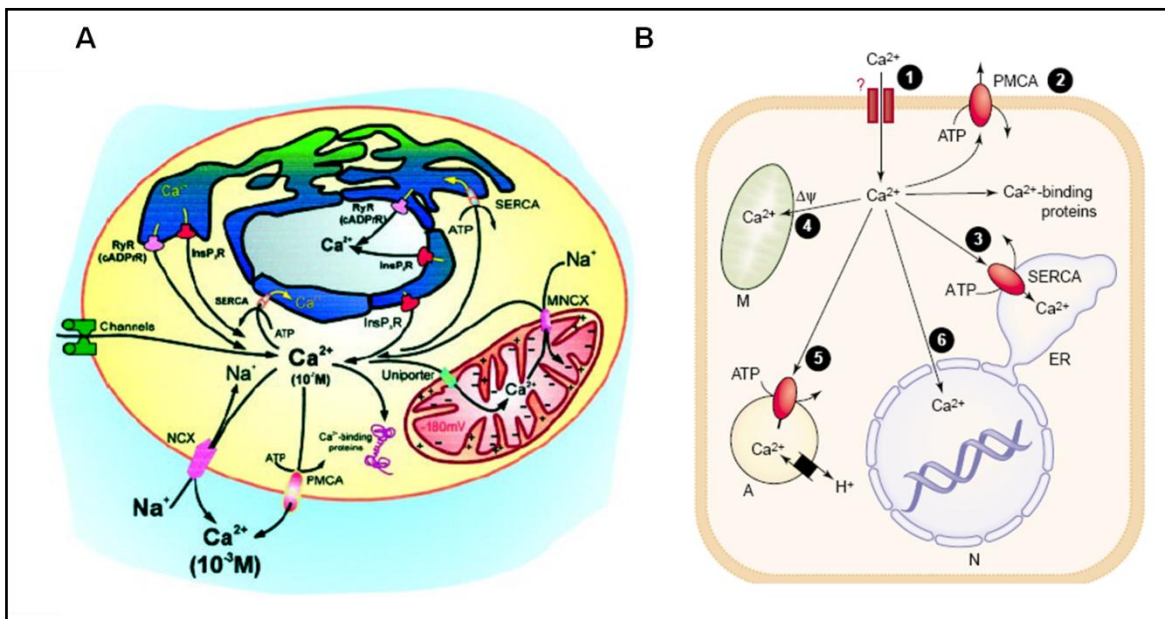 A
Ca²⁺
RyR
(cADPrR)
InsP₃R
RyR
(cADPrR)
Ca²⁺
InsP₃R
SERCA
ATP
SERCA
Ca²⁺
ATP
InsP₃R
Na⁺
MNCX
Channels
Ca²⁺
Na⁺
Uniporter
Ca²⁺
-180mV
NCX
ATP
PMCA
Ca²⁺-binding
proteins
Na⁺
Ca²⁺
(10⁻³M)
B
Ca²⁺
?
1
PMCA
2
ATP
Ca²⁺
Δψ
Ca²⁺
4
M
Ca²⁺-binding
proteins
3
ATP
SERCA
Ca²⁺
ER
5
6
ATP
Ca²⁺
A
H⁺
Ca²⁺
N